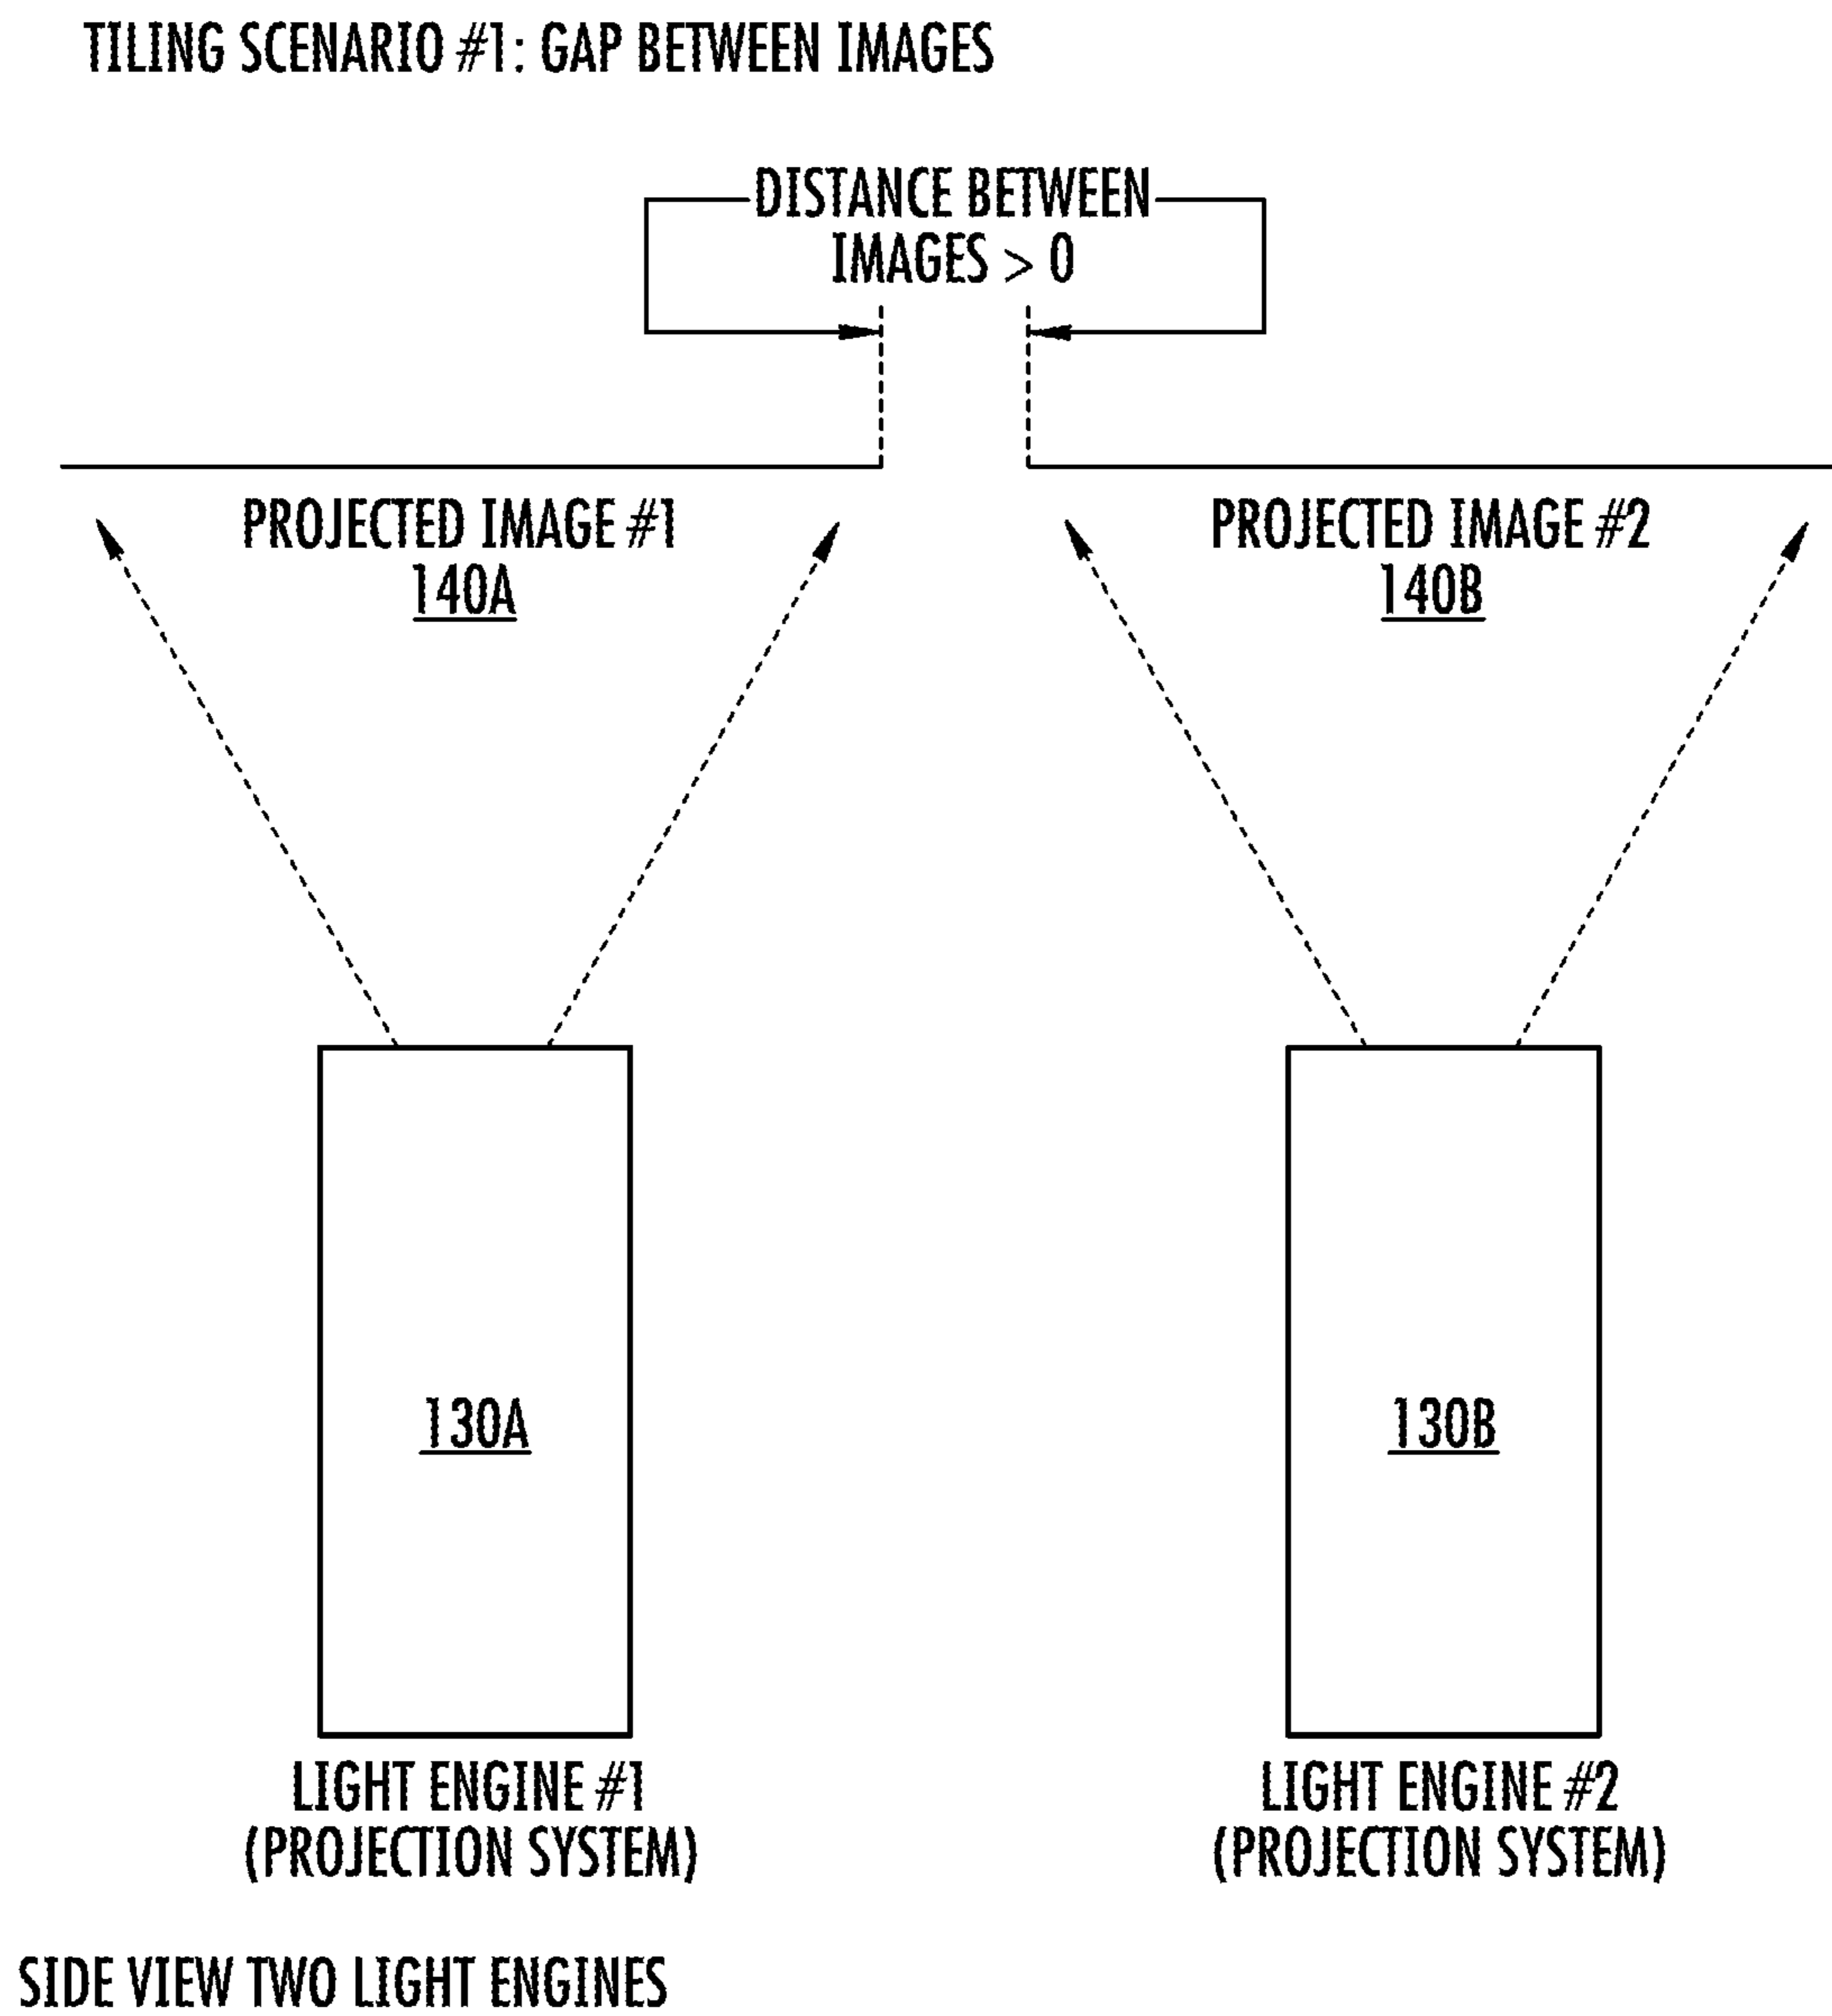 TILING SCENARIO #1: GAP BETWEEN IMAGES
DISTANCE BETWEEN
IMAGES > 0
PROJECTED IMAGE #1
140A
PROJECTED IMAGE #2
140B
130A
130B
LIGHT ENGINE #1
(PROJECTION SYSTEM)
LIGHT ENGINE #2
(PROJECTION SYSTEM)
SIDE VIEW TWO LIGHT ENGINES